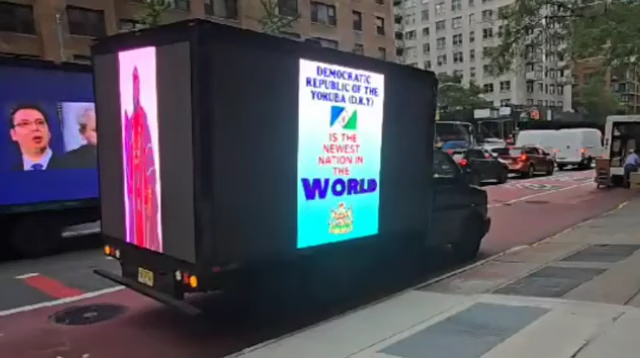 DEMOCRATIC
REPUBLIC OF THE
YORUBA (D.R.Y)
IS THE
NEWEST
NATION IN
THE
WORLD